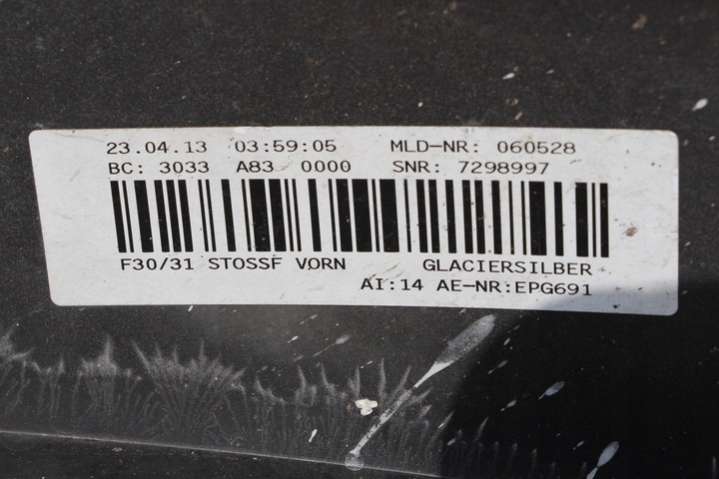 23.04.13 03:59:05 MLD-NR: 060528
BC: 3033 A83 0000 SNR: 7298997
F30/31 STOSSF VORN GLACIERSILBER
AI:14 AE-NR:EPG691